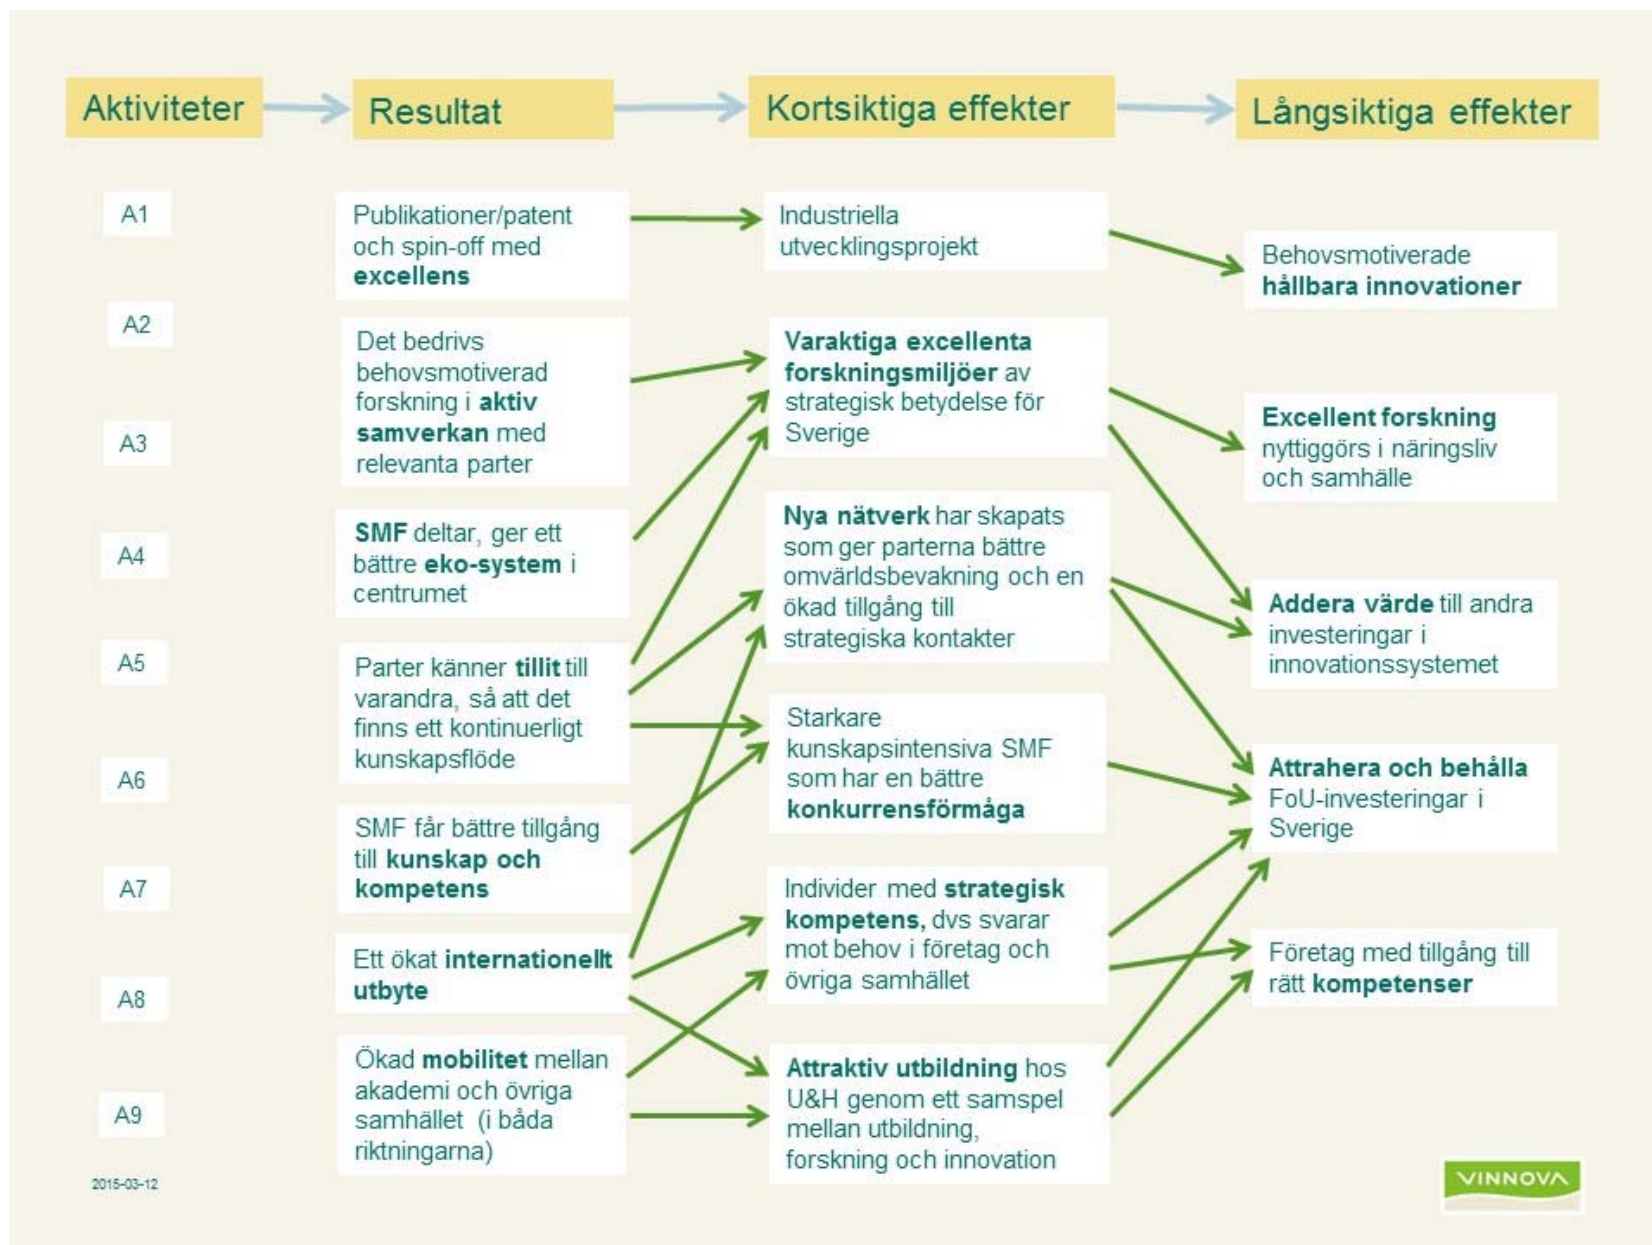 Aktiviteter
Resultat
Kortsiktiga effekter
Långsiktiga effekter
A1
A2
A3
A4
A5
A6
A7
A8
A9
Publikationer/patent
och spin-off med
excellens
Det bedrivs
behovsmotiverad
forskning i aktiv
samverkan med
relevanta parter
SMF deltar, ger ett
bättre eko-system i
centrumet
Parter känner tillit till
varandra, så att det
finns ett kontinuerligt
kunskapsflöde
SMF får bättre tillgång
till kunskap och
kompetens
Ett ökat internationellt
utbyte
Ökad mobilitet mellan
akademi och övriga
samhället (i båda
riktningarna)
Industriella
utvecklingsprojekt
Varaktiga excellenta
forskningsmiljöer av
strategisk betydelse för
Sverige
Nya nätverk har skapats
som ger parterna bättre
omvärldsbevakning och en
ökad tillgång till
strategiska kontakter
Starkare
kunskapsintensiva SMF
som har en bättre
konkurrensförmåga
Individer med strategisk
kompetens, dvs svarar
mot behov i företag och
övriga samhället
Attraktiv utbildning hos
U&H genom ett samspel
mellan utbildning,
forskning och innovation
Behovsmotiverade
hållbara innovationer
Excellent forskning
nyttiggörs i näringsliv
och samhälle
Addera värde till andra
investeringar i
innovationssystemet
Attrahera och behålla
FoU-investeringar i
Sverige
Företag med tillgång till
rätt kompetenser
2015-03-12
VINNOVA